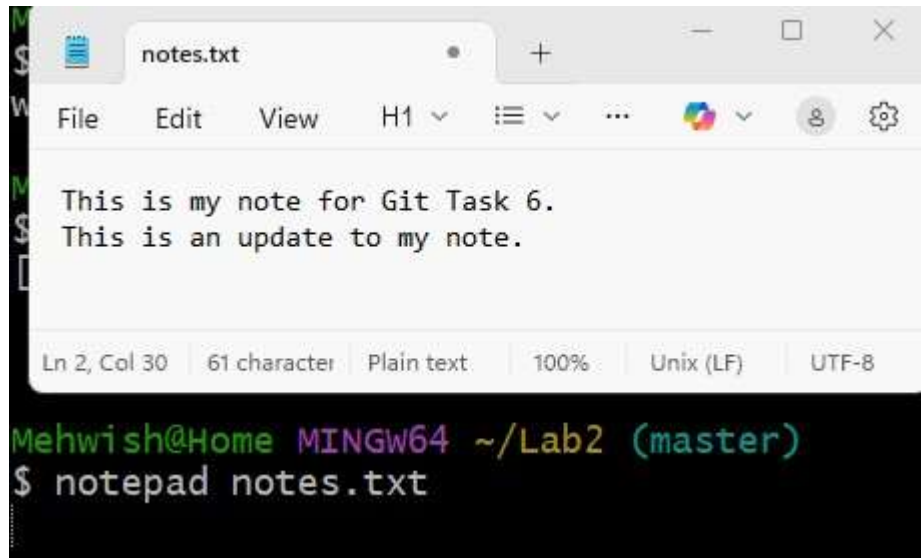 M
$
notes.txt
w
File Edit View H1 ...
M
$
This is my note for Git Task 6.
This is an update to my note.
Ln 2, Col 30 61 character Plain text 100% Unix (LF) UTF-8
Mehwish@Home MINGW64 ~/Lab2 (master)
$ notepad notes.txt